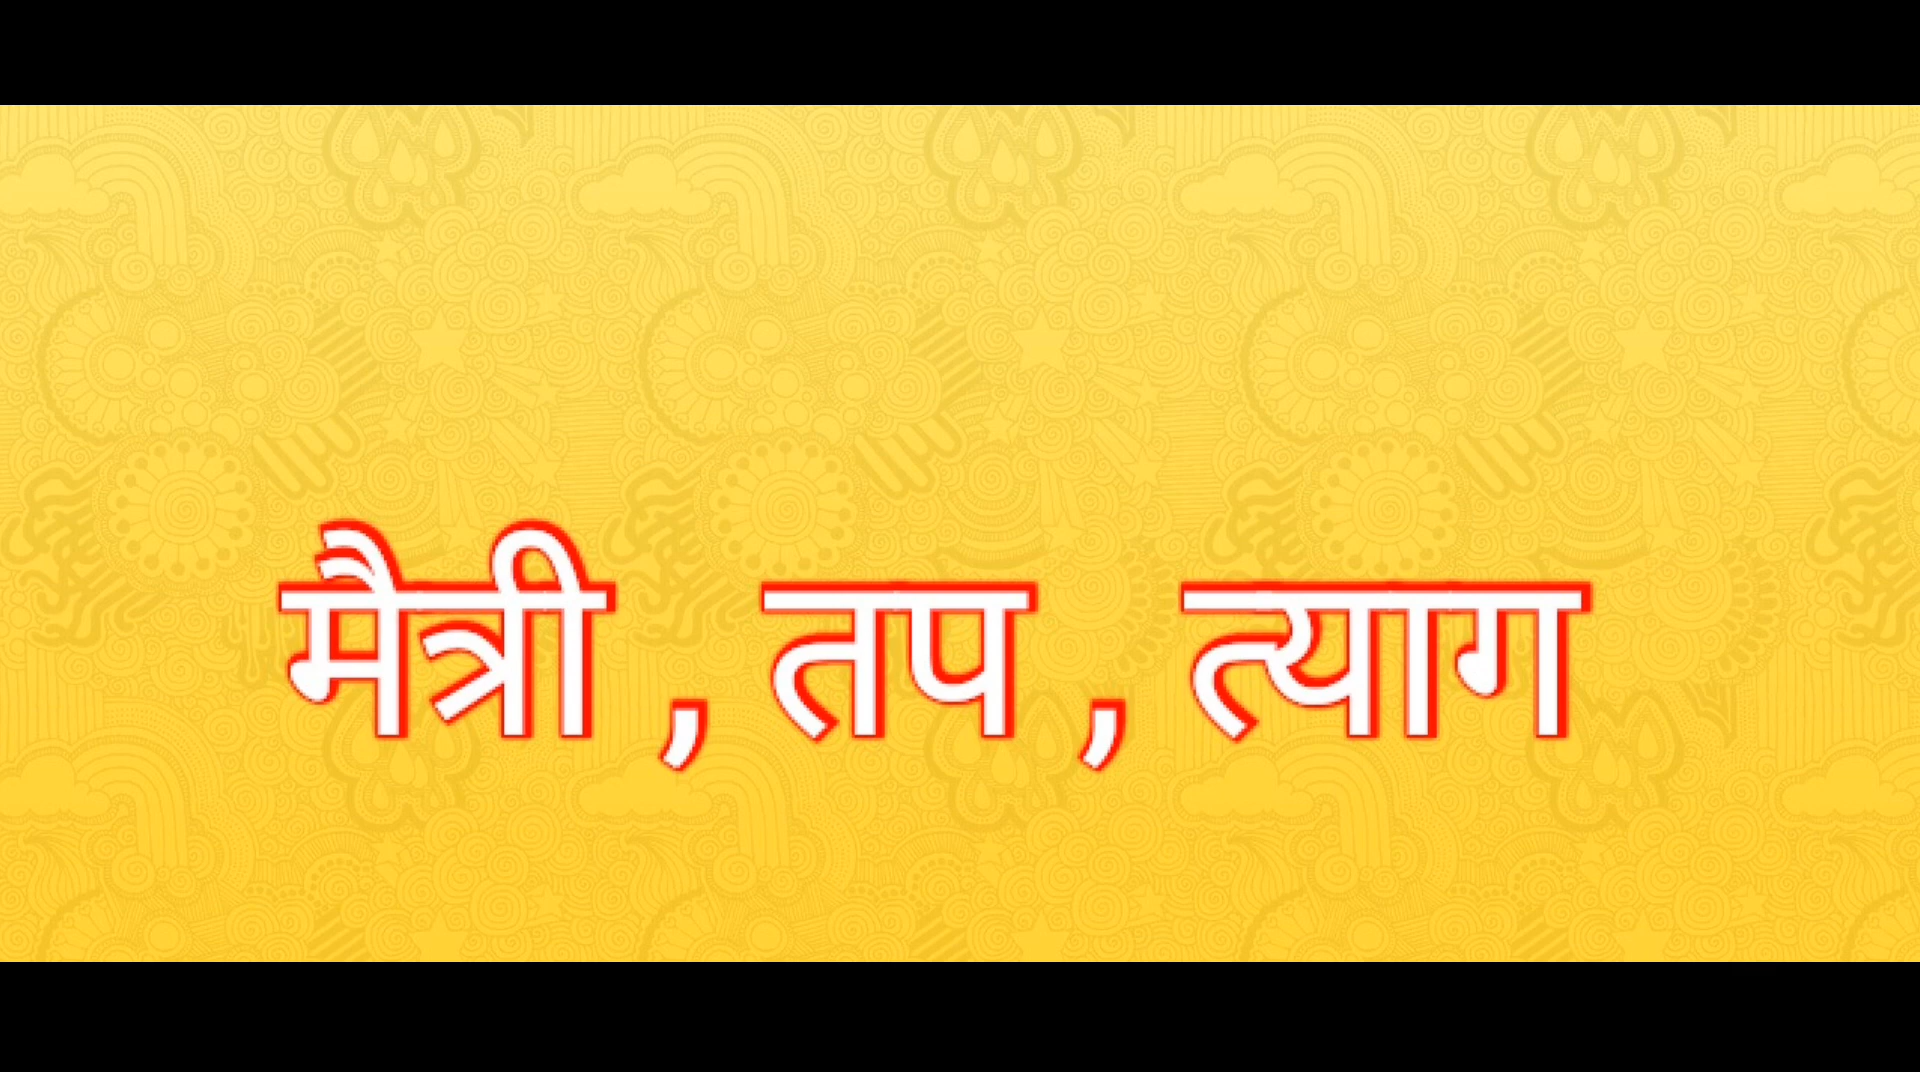 मैत्री , तप , त्याग